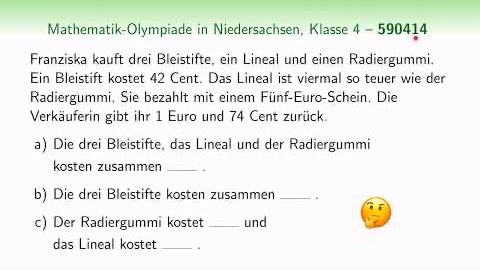 Mathematik-Olympiade in Niedersachsen, Klasse 4 – 590414
Franziska kauft drei Bleistifte, ein Lineal und einen Radiergummi.
Ein Bleistift kostet 42 Cent. Das Lineal ist viermal so teuer wie der
Radiergummi. Sie bezahlt mit einem Fünf-Euro-Schein. Die
Verkäuferin gibt ihr 1 Euro und 74 Cent zurück.
a) Die drei Bleistifte, das Lineal und der Radiergummi
kosten zusammen ____ .
b) Die drei Bleistifte kosten zusammen ____ .
c) Der Radiergummi kostet ____ und
das Lineal kostet ____ .